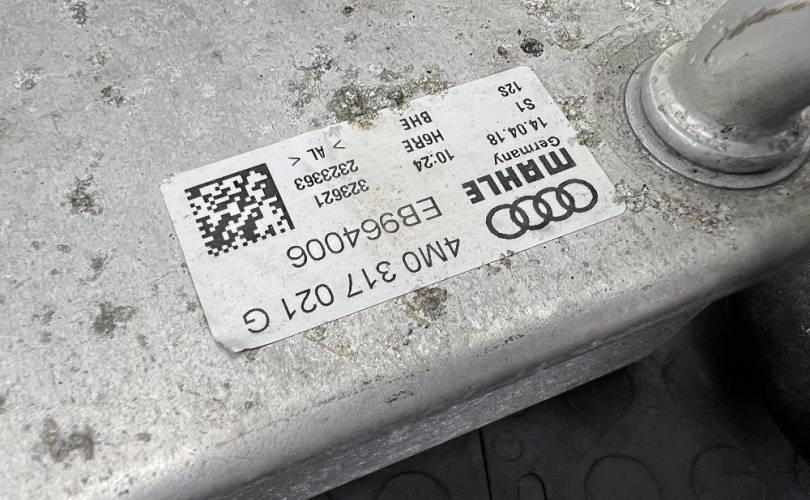 4M0 317 021 G
EB964006
MAHLE
Germany
14.04.18
10:24
323621
S1
H6RE
2323363
12S
BHE
> AL <